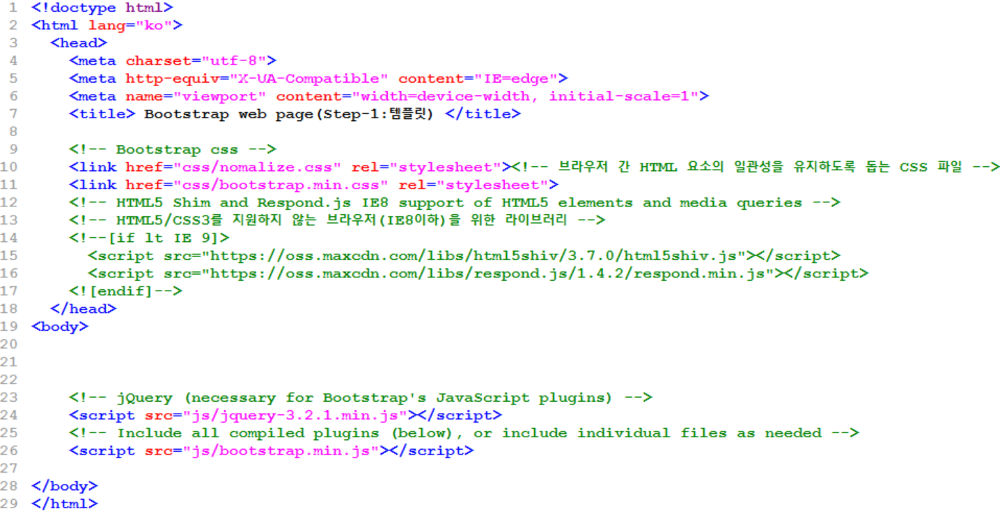 1 <!doctype html>
2 <html lang="ko">
3 <head>
4 <meta charset="utf-8">
5 <meta http-equiv="X-UA-Compatible" content="IE=edge">
6 <meta name="viewport" content="width=device-width, initial-scale=1">
7 <title> Bootstrap web page(Step-1:템플릿) </title>
8
9 <!-- Bootstrap css -->
10 <link href="css/nomalize.css" rel="stylesheet"><!-- 브라우저 간 HTML 요소의 일관성을 유지하도록 돕는 CSS 파일 -->
11 <link href="css/bootstrap.min.css" rel="stylesheet">
12 <!-- HTML5 Shim and Respond.js IE8 support of HTML5 elements and media queries -->
13 <!-- HTML5/CSS3를 지원하지 않는 브라우저(IE8이하)을 위한 라이브러리 -->
14 <!--[if lt IE 9]>
15 <script src="https://oss.maxcdn.com/libs/html5shiv/3.7.0/html5shiv.js"></script>
16 <script src="https://oss.maxcdn.com/libs/respond.js/1.4.2/respond.min.js"></script>
17 <![endif]-->
18 </head>
19 <body>
20
21
22
23 <!-- jQuery (necessary for Bootstrap's JavaScript plugins) -->
24 <script src="js/jquery-3.2.1.min.js"></script>
25 <!-- Include all compiled plugins (below), or include individual files as needed -->
26 <script src="js/bootstrap.min.js"></script>
27
28 </body>
29 </html>